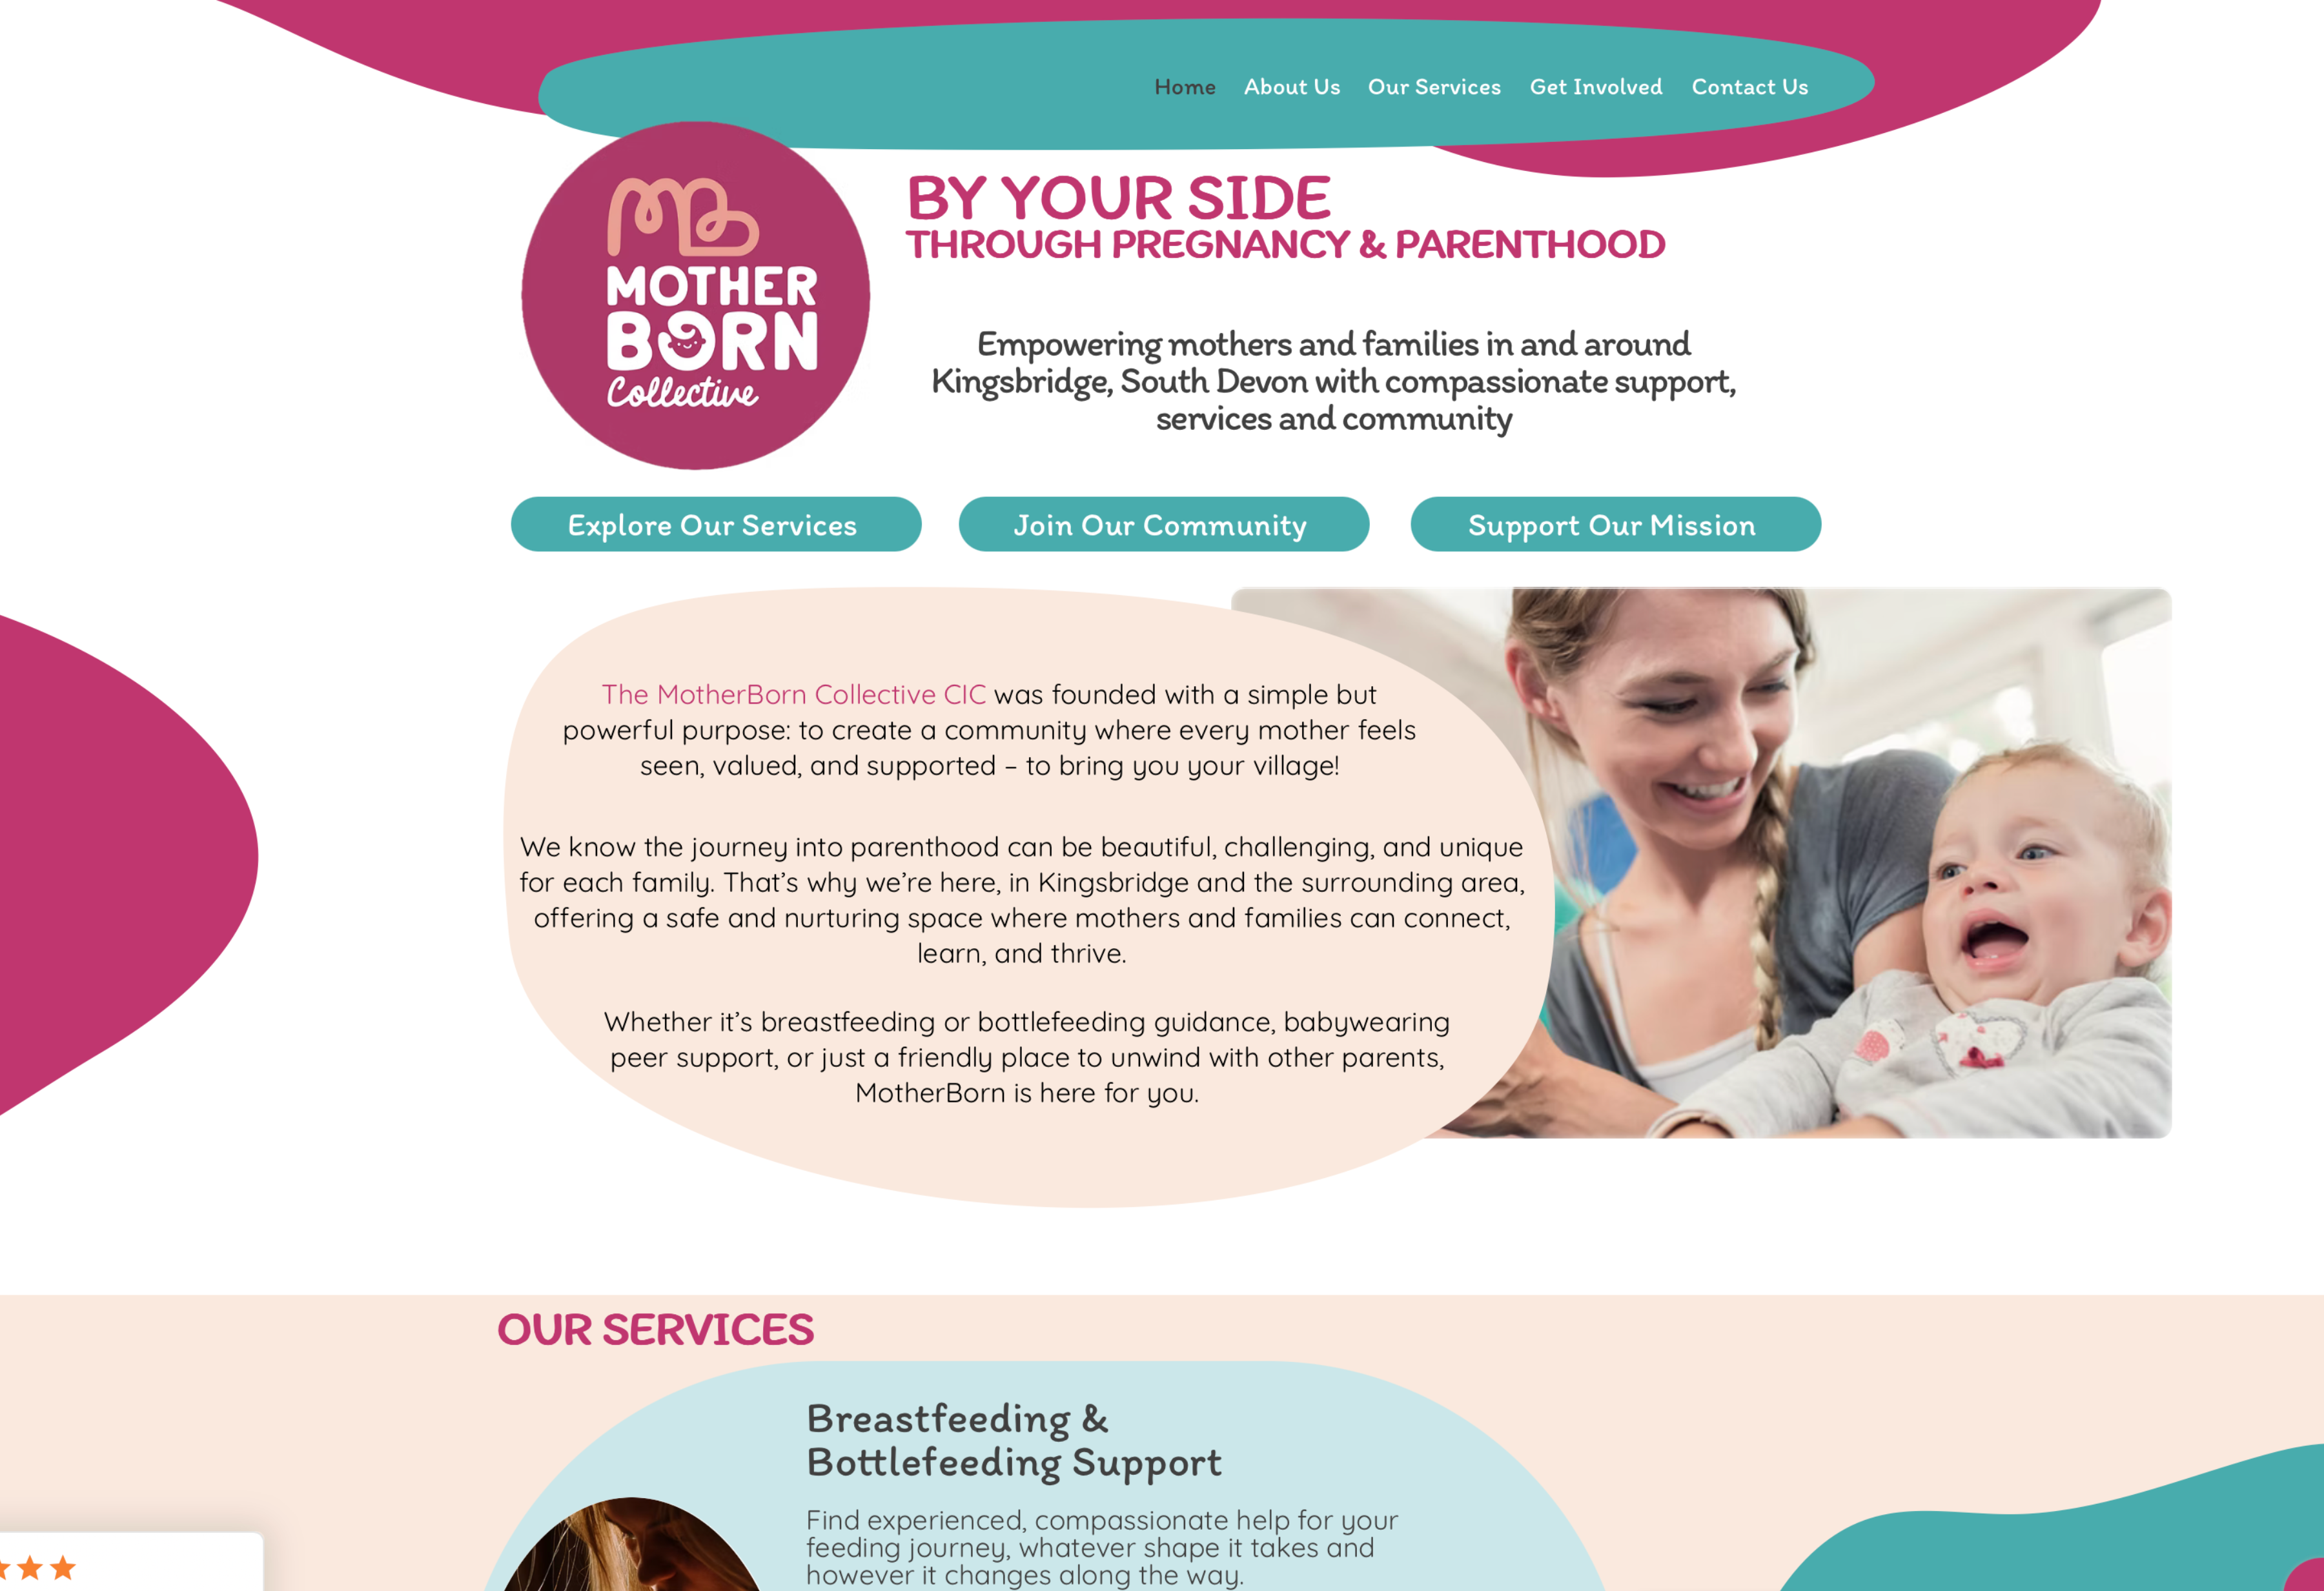 Home About Us Our Services Get Involved Contact Us
MOTHER
BORN
Collective
BY YOUR SIDE
THROUGH PREGNANCY & PARENTHOOD
Empowering mothers and families in and around
Kingsbridge, South Devon with compassionate support,
services and community
Explore Our Services
Join Our Community
Support Our Mission
The MotherBorn Collective CIC was founded with a simple but
powerful purpose: to create a community where every mother feels
seen, valued, and supported – to bring you your village!
We know the journey into parenthood can be beautiful, challenging, and unique
for each family. That’s why we’re here, in Kingsbridge and the surrounding area,
offering a safe and nurturing space where mothers and families can connect,
learn, and thrive.
Whether it’s breastfeeding or bottlefeeding guidance, babywearing
peer support, or just a friendly place to unwind with other parents,
MotherBorn is here for you.
OUR SERVICES
Breastfeeding &
Bottlefeeding Support
Find experienced, compassionate help for your
feeding journey, whatever shape it takes and
however it changes along the way.